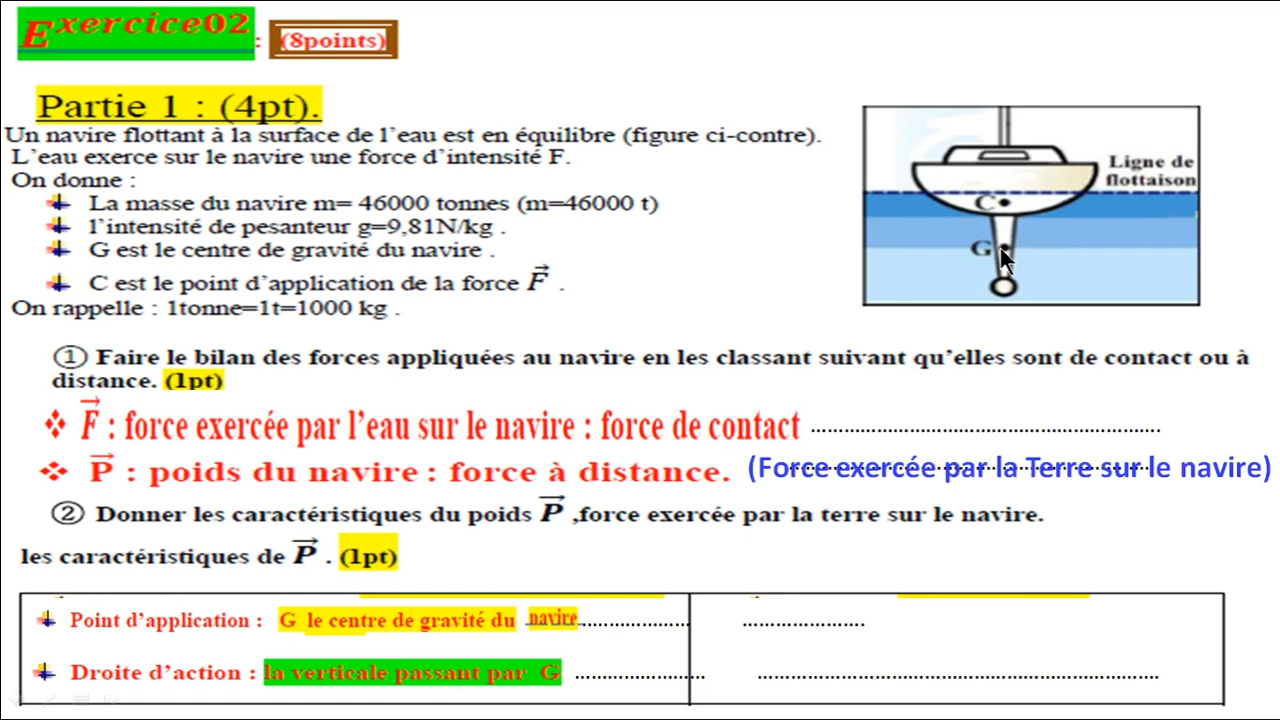 Exercice02 : (8points)
Partie 1 : (4pt).
Un navire flottant à la surface de l'eau est en équilibre (figure ci-contre).
L'eau exerce sur le navire une force d'intensité F.
On donne :
La masse du navire m= 46000 tonnes (m=46000 t)
l'intensité de pesanteur g=9,81N/kg .
G est le centre de gravité du navire .
C est le point d'application de la force F⃗ .
On rappelle : 1tonne=1t=1000 kg .
Ligne de
flottaison
C
G
① Faire le bilan des forces appliquées au navire en les classant suivant qu'elles sont de contact ou à
distance. (1pt)
F⃗ : force exercée par l'eau sur le navire : force de contact ..........
P⃗ : poids du navire : force à distance. (Force exercée par la Terre sur le navire)
② Donner les caractéristiques du poids P⃗ ,force exercée par la terre sur le navire.
les caractéristiques de P⃗ . (1pt)
Point d'application : G le centre de gravité du navire ..........
Droite d'action : la verticale passant par G ..........